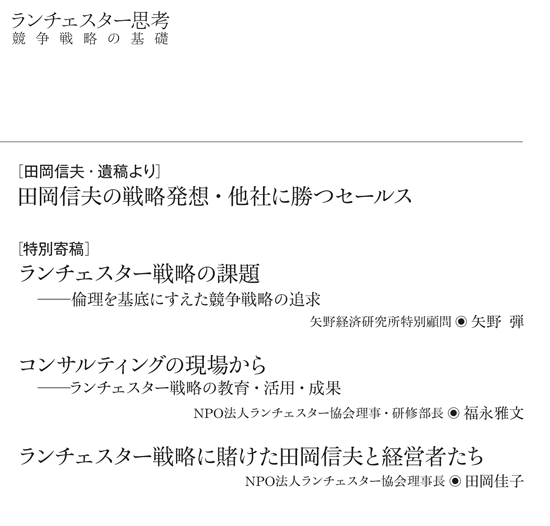 ランチェスター思考
競争戦略の基礎
[田岡信夫・遺稿より]
田岡信夫の戦略発想・他社に勝つセールス
[特別寄稿]
ランチェスター戦略の課題
——倫理を基底にすえた競争戦略の追求
矢野経済研究所特別顧問 ◉ 矢野 弾
コンサルティングの現場から
——ランチェスター戦略の教育・活用・成果
NPO法人ランチェスター協会理事・研修部長 ◉ 福永雅文
ランチェスター戦略に賭けた田岡信夫と経営者たち
NPO法人ランチェスター協会理事長 ◉ 田岡佳子